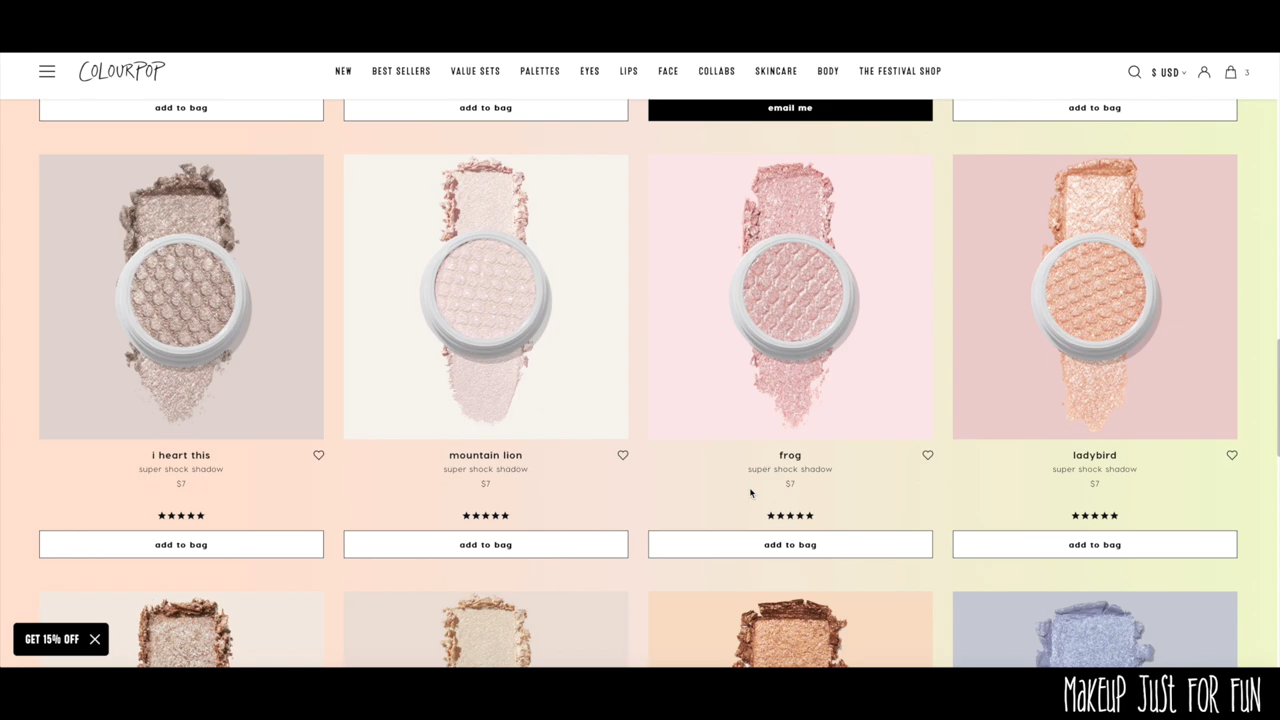 COLOURPOP
NEW BEST SELLERS VALUE SETS PALETTES EYES LIPS FACE COLLABS SKINCARE BODY THE FESTIVAL SHOP
$ USD 3
add to bag add to bag email me add to bag
i heart this mountain lion frog ladybird
super shock shadow super shock shadow super shock shadow super shock shadow
$7 $7 $7 $7
add to bag add to bag add to bag add to bag
GET 15% OFF
MAKEUP JUST FOR FUN